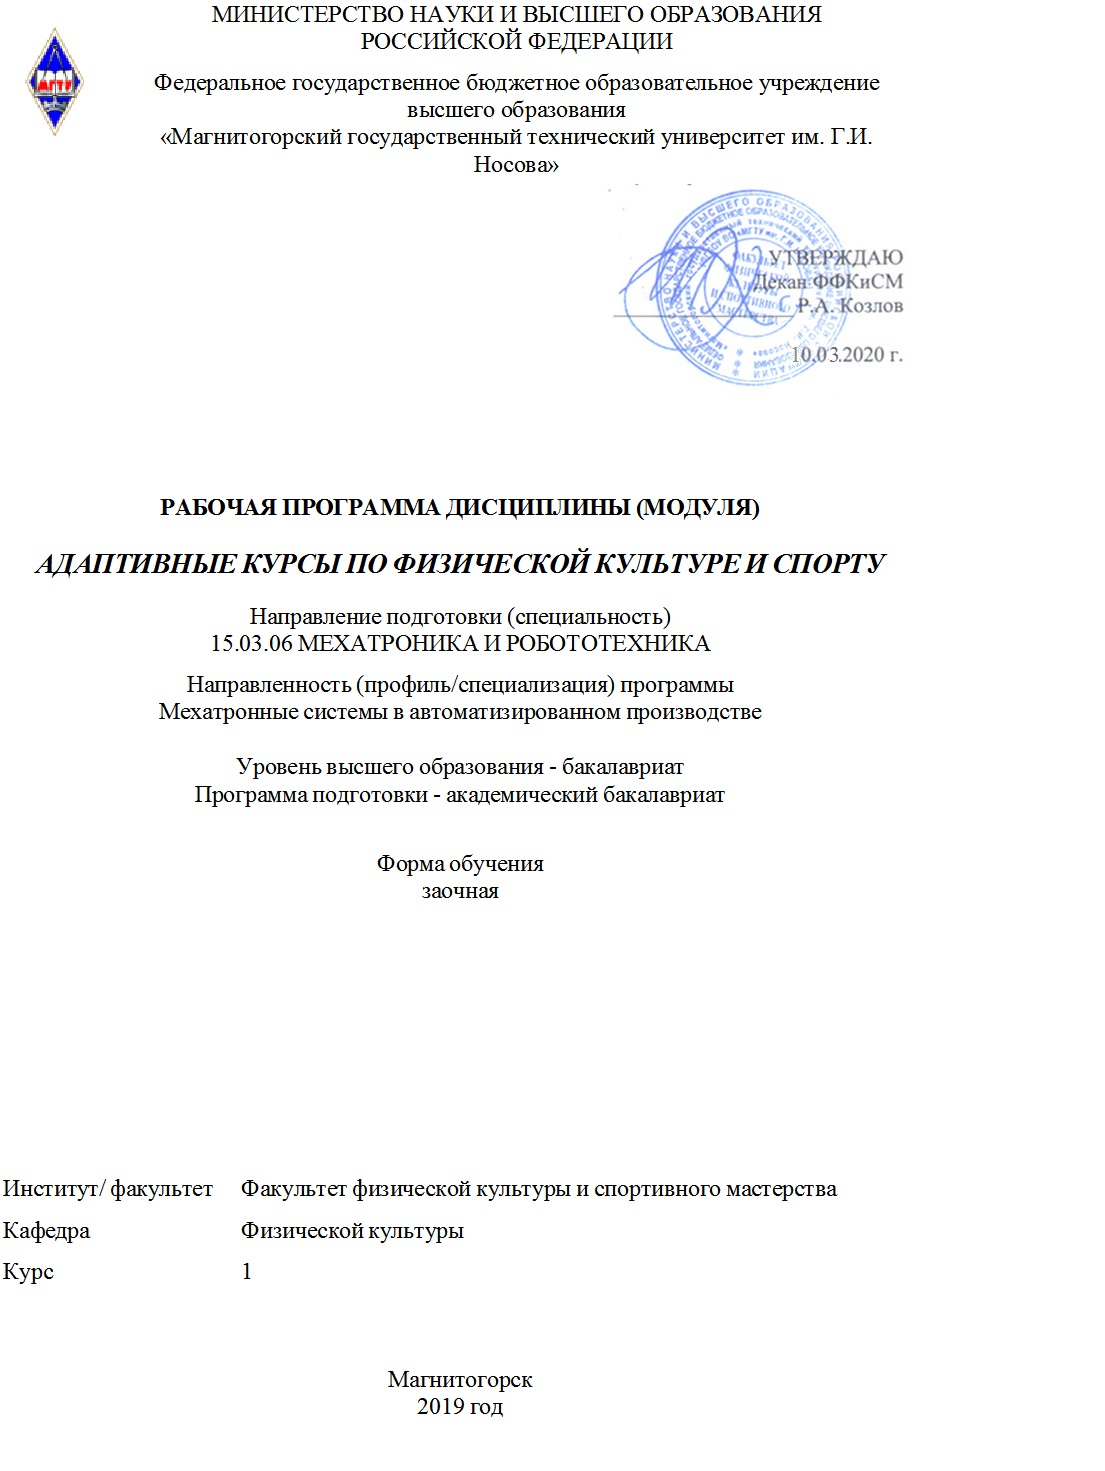 МИНИСТЕРСТВО НАУКИ И ВЫСШЕГО ОБРАЗОВАНИЯ
РОССИЙСКОЙ ФЕДЕРАЦИИ
МГТУ
Федеральное государственное бюджетное образовательное учреждение
высшего образования
«Магнитогорский государственный технический университет им. Г.И.
Носова»
УТВЕРЖДАЮ
Декан ФФКиСМ
Р.А. Козлов
10.03.2020 г.
РАБОЧАЯ ПРОГРАММА ДИСЦИПЛИНЫ (МОДУЛЯ)
АДАПТИВНЫЕ КУРСЫ ПО ФИЗИЧЕСКОЙ КУЛЬТУРЕ И СПОРТУ
Направление подготовки (специальность)
15.03.06 МЕХАТРОНИКА И РОБОТОТЕХНИКА
Направленность (профиль/специализация) программы
Мехатронные системы в автоматизированном производстве
Уровень высшего образования - бакалавриат
Программа подготовки - академический бакалавриат
Форма обучения
заочная
Институт/ факультет Факультет физической культуры и спортивного мастерства
Кафедра Физической культуры
Курс 1
Магнитогорск
2019 год